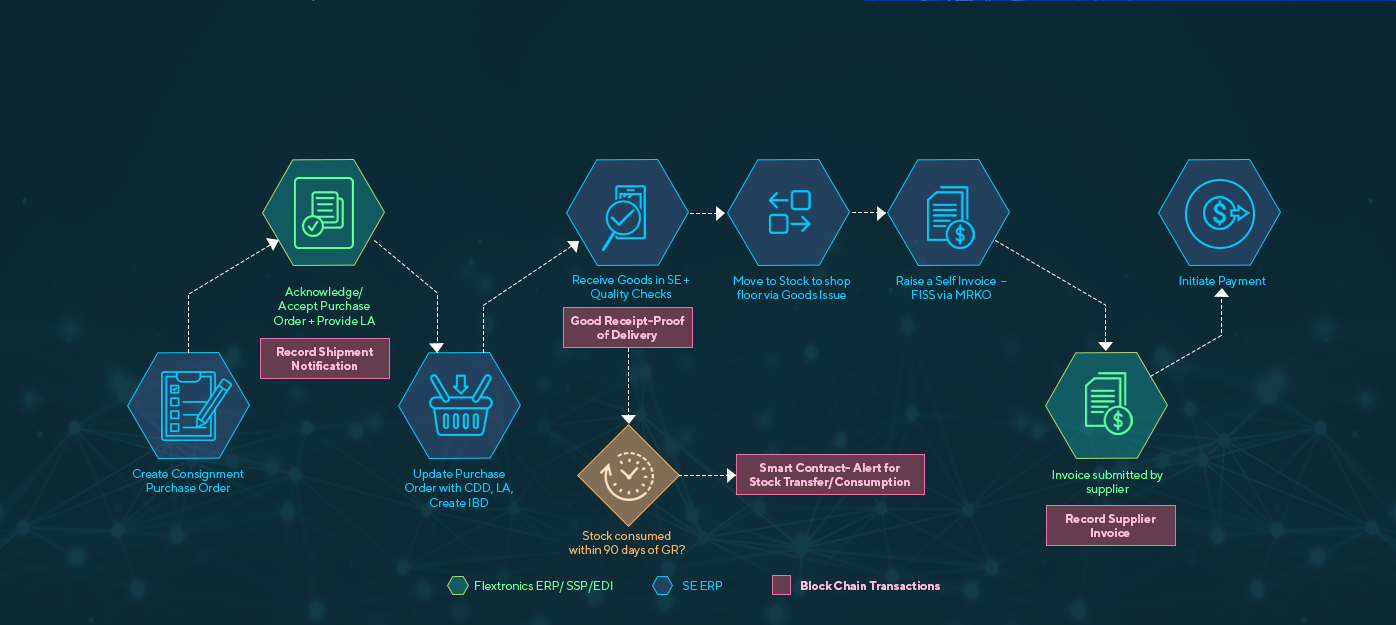 Create Consignment
Purchase Order
Acknowledge/
Accept Purchase
Order + Provide LA
Record Shipment
Notification
Update Purchase
Order with CDD, LA,
Create IBD
Receive Goods in SE +
Quality Checks
Good Receipt-Proof
of Delivery
Stock consumed
within 90 days of GR?
Smart Contract- Alert for
Stock Transfer/Consumption
Move to Stock to shop
floor via Goods Issue
Raise a Self Invoice –
FISS via MRKO
Invoice submitted by
supplier
Record Supplier
Invoice
Initiate Payment
Flextronics ERP/ SSP/EDI
SE ERP
Block Chain Transactions